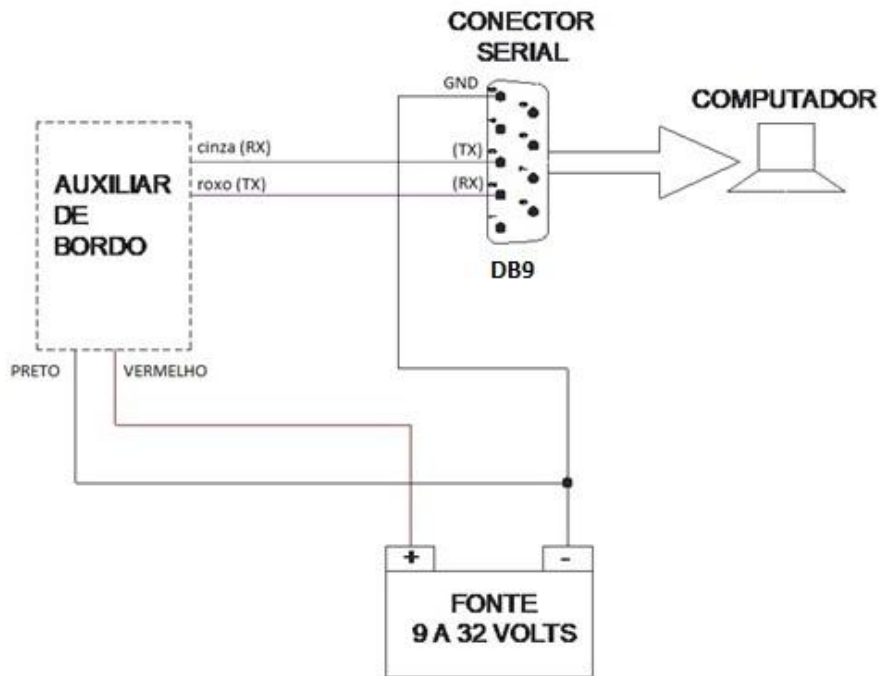 CONECTOR
SERIAL
GND
COMPUTADOR
cinza (RX)
(TX)
AUXILIAR
DE
BORDO
roxo (TX)
(RX)
DB9
PRETO
VERMELHO
+
-
FONTE
9 A 32 VOLTS